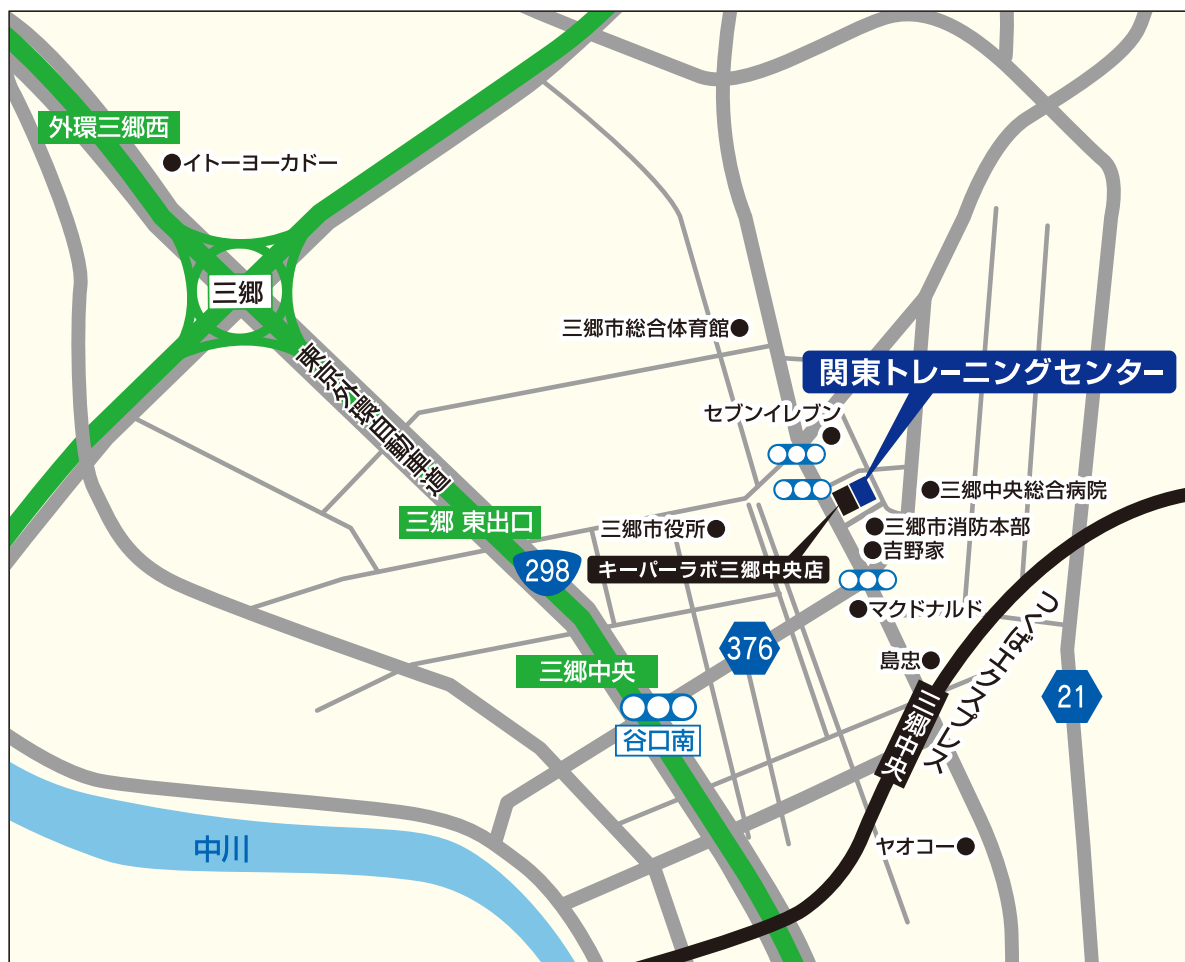 外環三郷西
イトーヨーカドー
三郷
東京外環自動車道
三郷市総合体育館
関東トレーニングセンター
セブンイレブン
三郷中央総合病院
三郷 東出口
三郷市役所
三郷市消防本部
吉野家
298
キーパーラボ三郷中央店
マクドナルド
つくばエクスプレス
376
島忠
三郷中央
21
三郷中央
谷口南
中川
ヤオコー